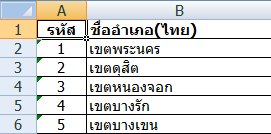 A B
1 รหัส ชื่ออำเภอ(ไทย)
2 1 เขตพระนคร
3 2 เขตดุสิต
4 3 เขตหนองจอก
5 4 เขตบางรัก
6 5 เขตบางเขน